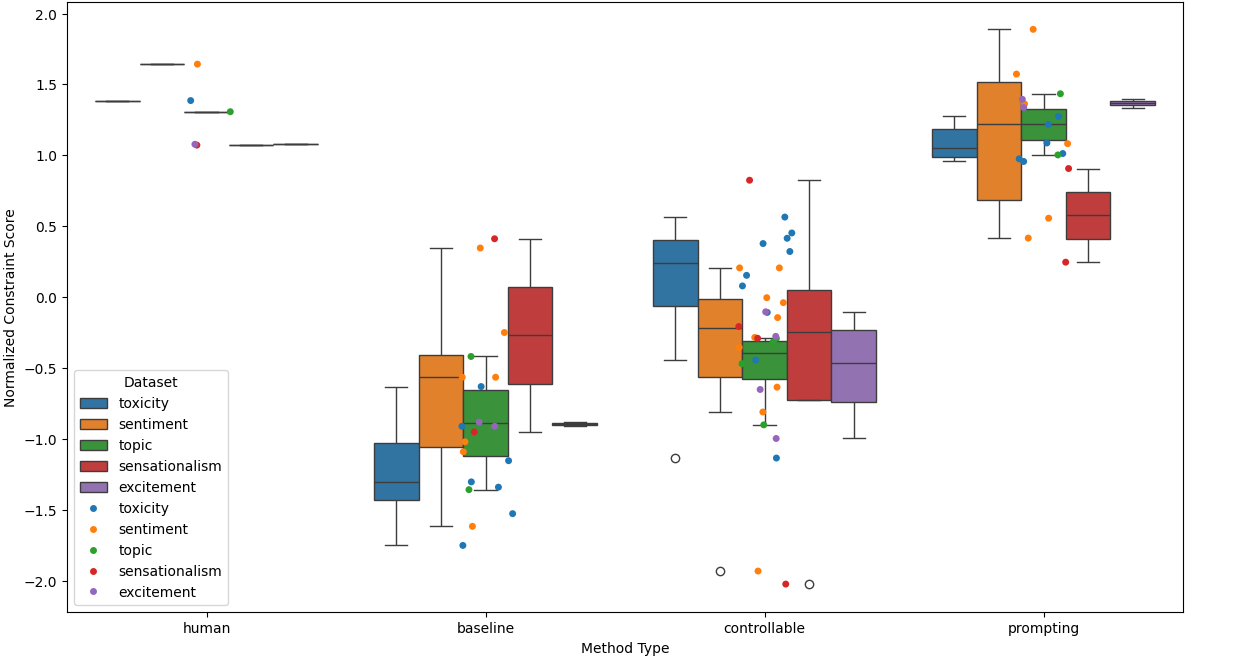 2.0
1.5
1.0
0.5
0.0
−0.5
−1.0
−1.5
−2.0
Normalized Constraint Score
Dataset
toxicity
sentiment
topic
sensationalism
excitement
toxicity
sentiment
topic
sensationalism
excitement
human
baseline
controllable
prompting
Method Type